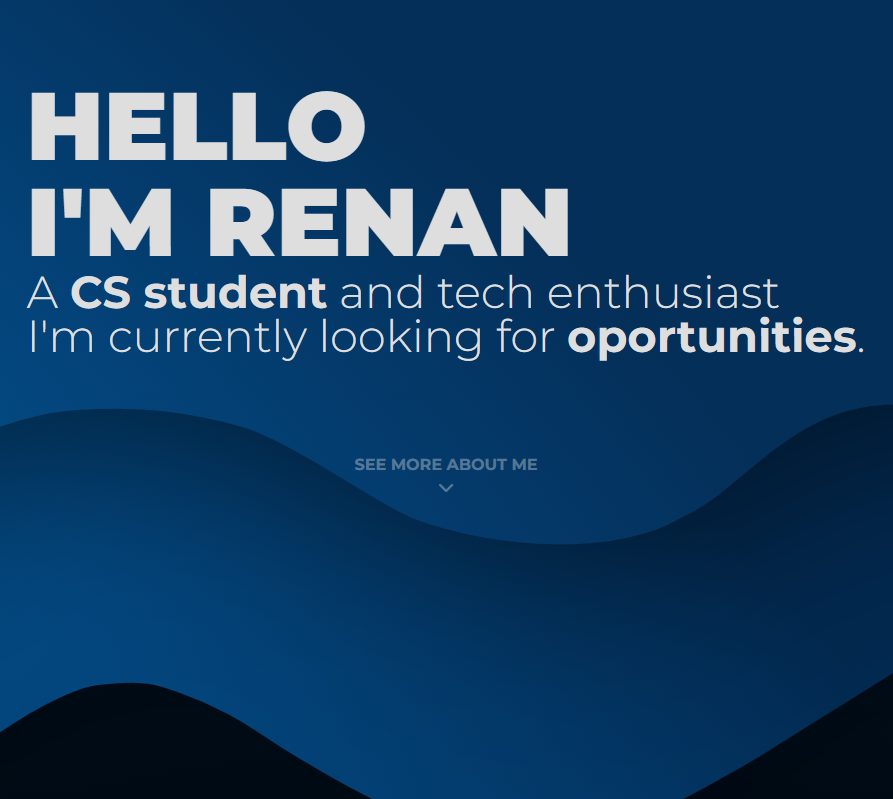 HELLO
I'M RENAN
A CS student and tech enthusiast
I'm currently looking for oportunities.
SEE MORE ABOUT ME